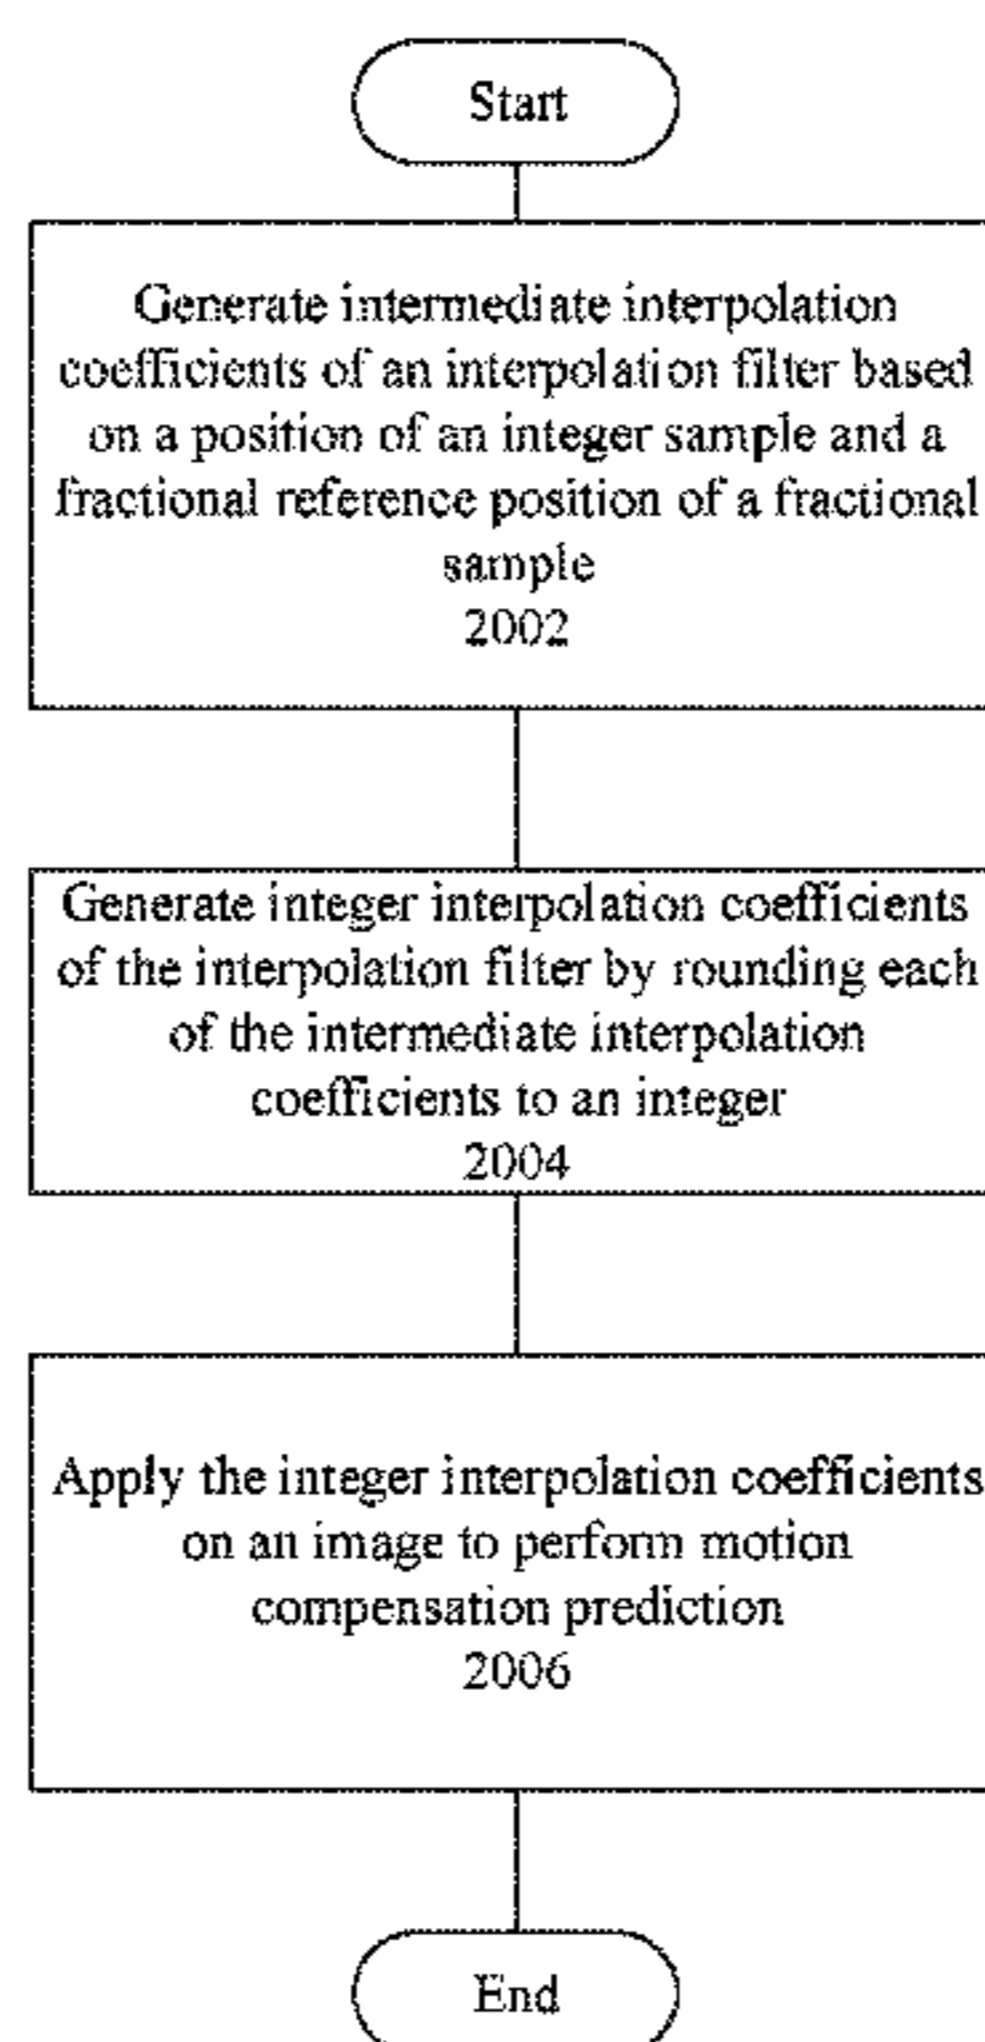 Start
Generate intermediate interpolation
coefficients of an interpolation filter based
on a position of an integer sample and a
fractional reference position of a fractional
sample
2002
Generate integer interpolation coefficients
of the interpolation filter by rounding each
of the intermediate interpolation
coefficients to an integer
2004
Apply the integer interpolation coefficients
on an image to perform motion
compensation prediction
2006
End